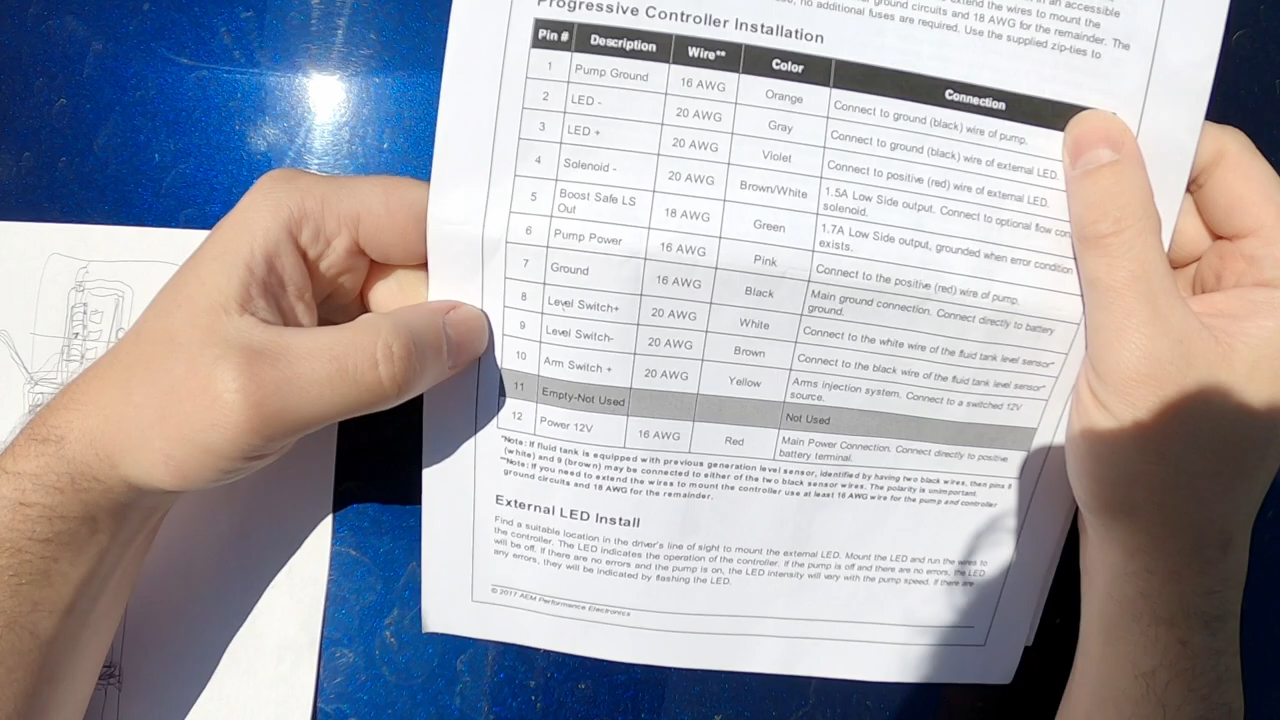 in an accessible
extend the wires to mount the
ground circuits and 18 AWG for the remainder. The
no additional fuses are required. Use the supplied zip-ties to
Progressive Controller Installation
Pin # Description Wire** Color Connection
1 Pump Ground 16 AWG Orange Connect to ground (black) wire of pump.
2 LED - 20 AWG Gray Connect to ground (black) wire of external LED.
3 LED + 20 AWG Violet Connect to positive (red) wire of external LED.
4 Solenoid - 20 AWG Brown/White 1.5A Low Side output. Connect to optional flow con
solenoid.
5 Boost Safe LS
Out 18 AWG Green 1.7A Low Side output, grounded when error condition
exists.
6 Pump Power 16 AWG Pink Connect to the positive (red) wire of pump.
7 Ground 16 AWG Black Main ground connection. Connect directly to battery
ground.
8 Level Switch+ 20 AWG White Connect to the white wire of the fluid tank level sensor*
9 Level Switch- 20 AWG Brown Connect to the black wire of the fluid tank level sensor*
10 Arm Switch + 20 AWG Yellow Arms injection system. Connect to a switched 12V
source.
11 Empty-Not Used Not Used
12 Power 12V 16 AWG Red Main Power Connection. Connect directly to positive
battery terminal.
*Note: If fluid tank is equipped with previous generation level sensor, identified by having two black wires, then pins 8
(white) and 9 (brown) may be connected to either of the two black sensor wires. The polarity is unimportant.
**Note: If you need to extend the wires to mount the controller use at least 16 AWG wire for the pump and controller
ground circuits and 18 AWG for the remainder.
External LED Install
Find a suitable location in the driver's line of sight to mount the external LED. Mount the LED and run the wires to
the controller. The LED indicates the operation of the controller. If the pump is off and there are no errors, the LED
will be off. If there are no errors and the pump is on, the LED intensity will vary with the pump speed. If there are
any errors, they will be indicated by flashing the LED.
© 2017 AEM Performance Electronics